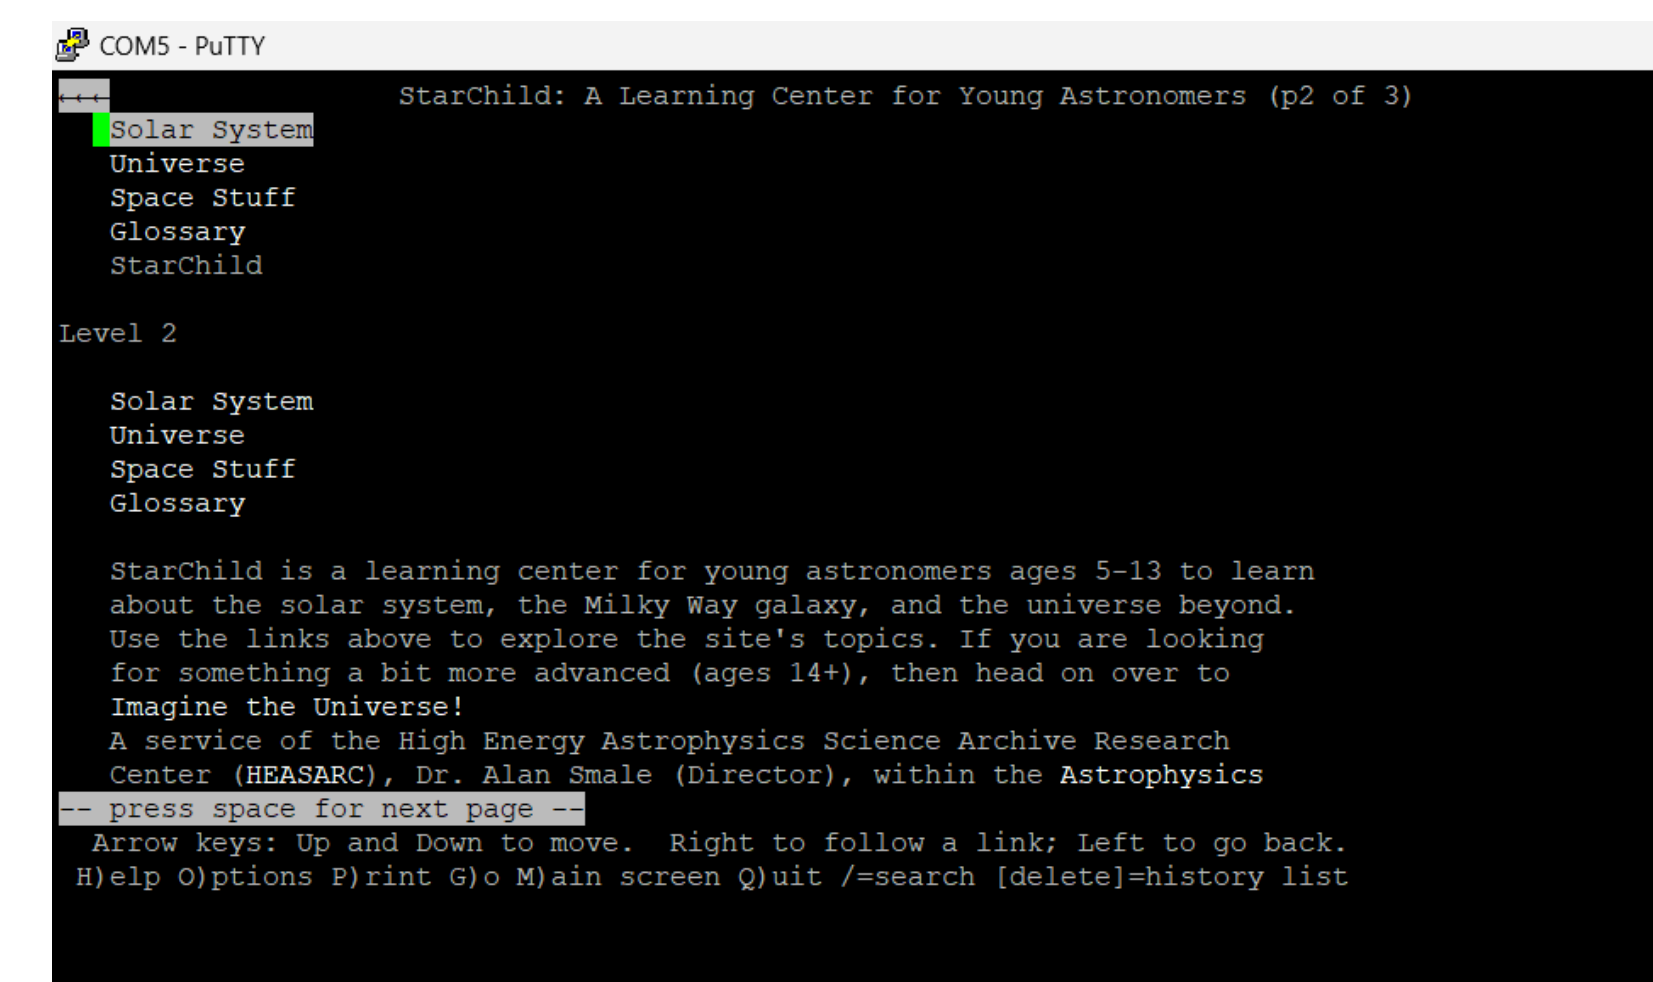 COM5 - PuTTY
←←← StarChild: A Learning Center for Young Astronomers (p2 of 3)
Solar System
Universe
Space Stuff
Glossary
StarChild
Level 2
Solar System
Universe
Space Stuff
Glossary
StarChild is a learning center for young astronomers ages 5-13 to learn
about the solar system, the Milky Way galaxy, and the universe beyond.
Use the links above to explore the site's topics. If you are looking
for something a bit more advanced (ages 14+), then head on over to
Imagine the Universe!
A service of the High Energy Astrophysics Science Archive Research
Center (HEASARC), Dr. Alan Smale (Director), within the Astrophysics
-- press space for next page --
Arrow keys: Up and Down to move. Right to follow a link; Left to go back.
H)elp O)ptions P)rint G)o M)ain screen Q)uit /=search [delete]=history list